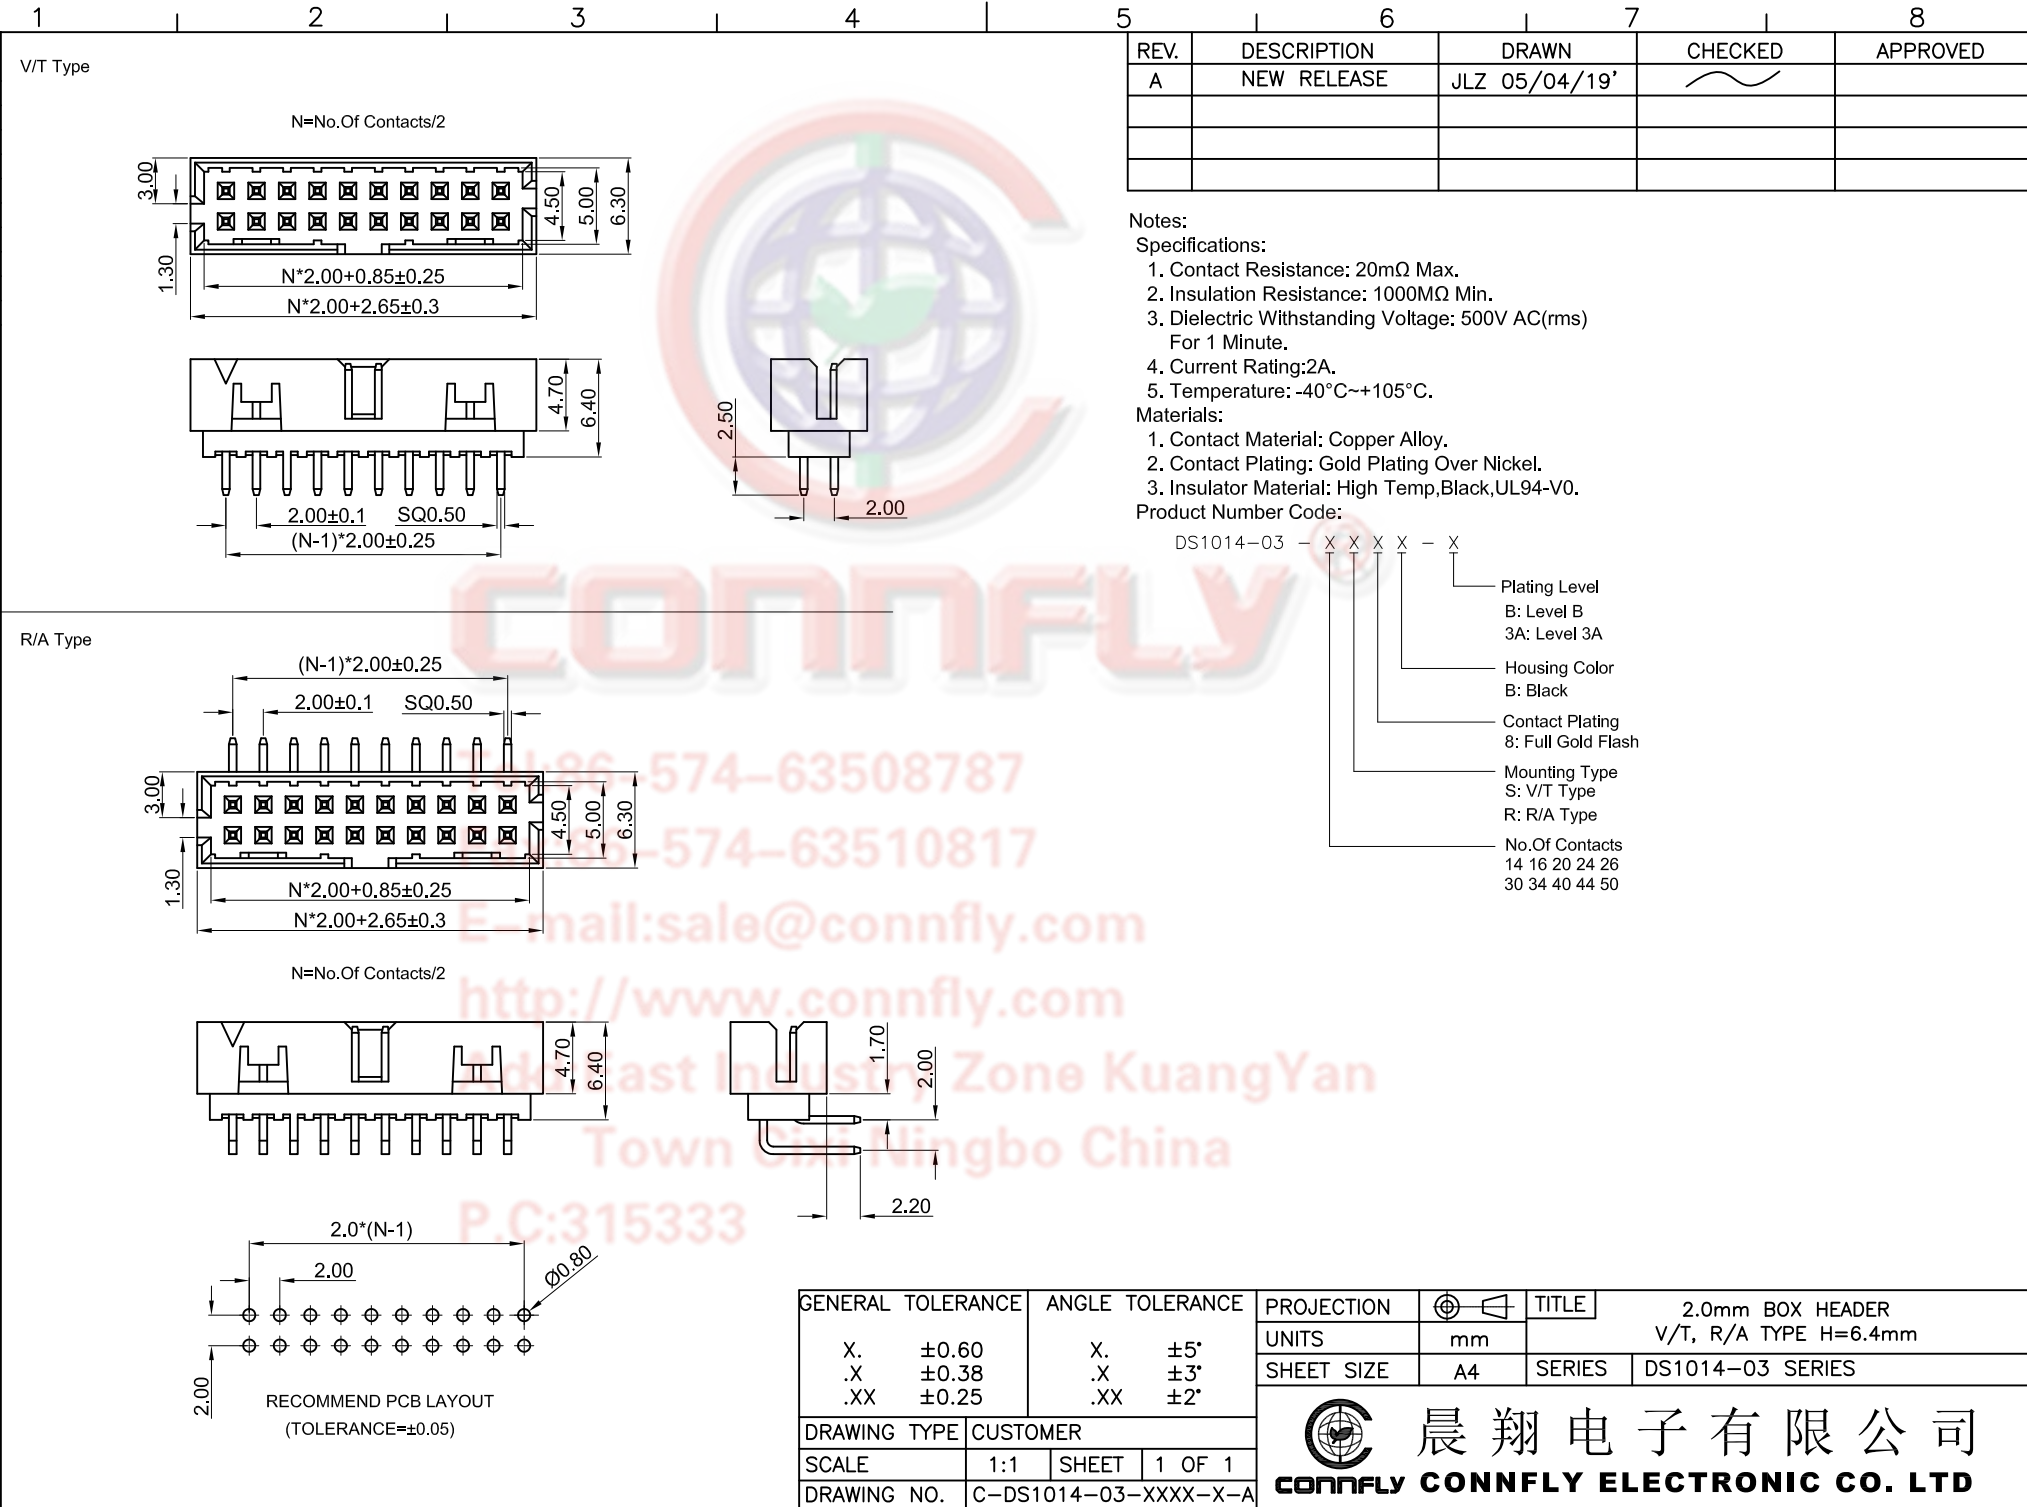 1 2 3 4 5 6 7 8
REV. DESCRIPTION DRAWN CHECKED APPROVED
A NEW RELEASE JLZ 05/04/19'
V/T Type
N=No.Of Contacts/2
3.00
1.30
4.50
5.00
6.30
N*2.00+0.85±0.25
N*2.00+2.65±0.3
4.70
6.40
2.00±0.1 SQ0.50
(N-1)*2.00±0.25
2.50
2.00
Notes:
Specifications:
1. Contact Resistance: 20mΩ Max.
2. Insulation Resistance: 1000MΩ Min.
3. Dielectric Withstanding Voltage: 500V AC(rms)
For 1 Minute.
4. Current Rating:2A.
5. Temperature: -40°C~+105°C.
Materials:
1. Contact Material: Copper Alloy.
2. Contact Plating: Gold Plating Over Nickel.
3. Insulator Material: High Temp,Black,UL94-V0.
Product Number Code:
DS1014-03 - X X X X - X
Plating Level
B: Level B
3A: Level 3A
Housing Color
B: Black
Contact Plating
8: Full Gold Flash
Mounting Type
S: V/T Type
R: R/A Type
No.Of Contacts
14 16 20 24 26
30 34 40 44 50
R/A Type
(N-1)*2.00±0.25
2.00±0.1 SQ0.50
3.00
1.30
4.50
5.00
6.30
N*2.00+0.85±0.25
N*2.00+2.65±0.3
N=No.Of Contacts/2
4.70
6.40
1.70
2.00
2.20
2.0*(N-1)
2.00
Ø0.80
2.00
RECOMMEND PCB LAYOUT
(TOLERANCE=±0.05)
CONNFLY ®
Tel:86-574-63508787
Fax:86-574-63510817
E-mail:sale@connfly.com
http://www.connfly.com
Add:East Industry Zone KuangYan
Town Cixi Ningbo China
P.C:315333
GENERAL TOLERANCE ANGLE TOLERANCE
X. ±0.60 X. ±5°
.X ±0.38 .X ±3°
.XX ±0.25 .XX ±2°
DRAWING TYPE CUSTOMER
SCALE 1:1 SHEET 1 OF 1
DRAWING NO. C-DS1014-03-XXXX-X-A
PROJECTION TITLE 2.0mm BOX HEADER
V/T, R/A TYPE H=6.4mm
UNITS mm
SHEET SIZE A4 SERIES DS1014-03 SERIES
晨翔电子有限公司
CONNFLY CONNFLY ELECTRONIC CO. LTD